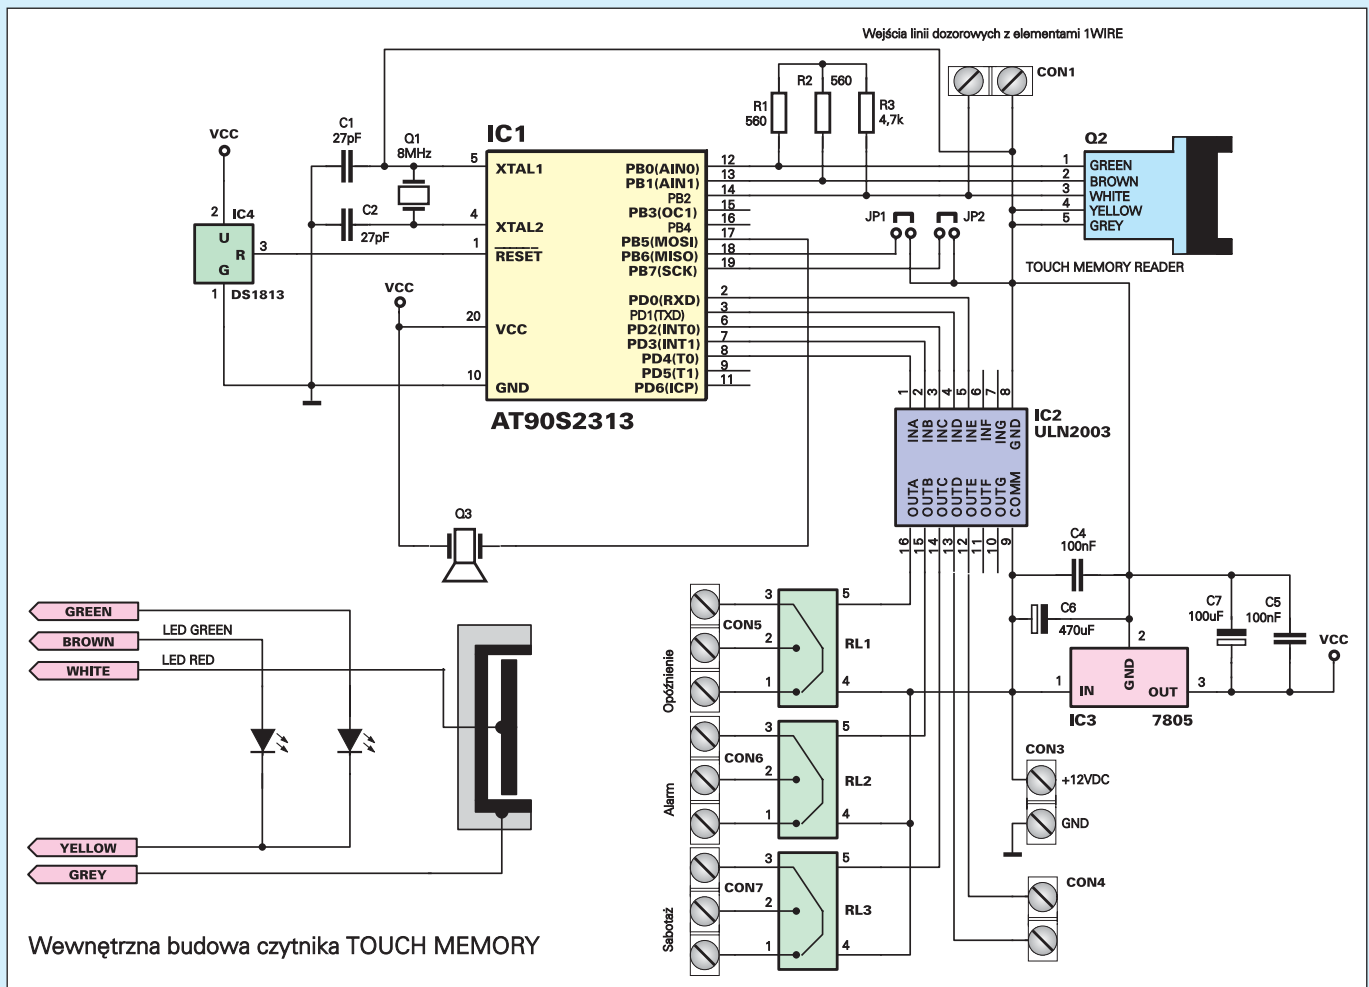 Wejścia linii dozorowych z elementami 1WIRE
CON1
R1
560
R2
560
R3
4,7k
VCC
C1
27pF
Q1
8MHz
C2
27pF
2
IC4
U
R
G
3
1
DS1813
VCC
IC1
5
XTAL1
4
XTAL2
1
RESET
20
VCC
10
GND
PB0(AIN0)
12
PB1(AIN1)
13
PB2
14
PB3(OC1)
15
PB4
16
PB5(MOSI)
17
PB6(MISO)
18
PB7(SCK)
19
PD0(RXD)
2
PD1(TXD)
3
PD2(INT0)
6
PD3(INT1)
7
PD4(T0)
8
PD5(T1)
9
PD6(ICP)
11
AT90S2313
JP1
JP2
Q2
1
GREEN
2
BROWN
3
WHITE
4
YELLOW
5
GREY
TOUCH MEMORY READER
1
2
3
4
5
6
7
8
INA
INB
INC
IND
INE
INF
ING
GND
IC2
ULN2003
OUTA
OUTB
OUTC
OUTD
OUTE
OUTF
OUTG
COMM
16
15
14
13
12
11
10
9
Q3
C4
100nF
C6
470uF
C7
100uF
C5
100nF
VCC
2
GND
1
IN
OUT
3
IC3
7805
CON3
+12VDC
GND
CON4
Opóźnienie
CON5
3
2
1
RL1
5
4
Alarm
CON6
3
2
1
RL2
5
4
Sabotaż
CON7
3
2
1
RL3
5
4
GREEN
BROWN
LED GREEN
WHITE
LED RED
YELLOW
GREY
Wewnętrzna budowa czytnika TOUCH MEMORY